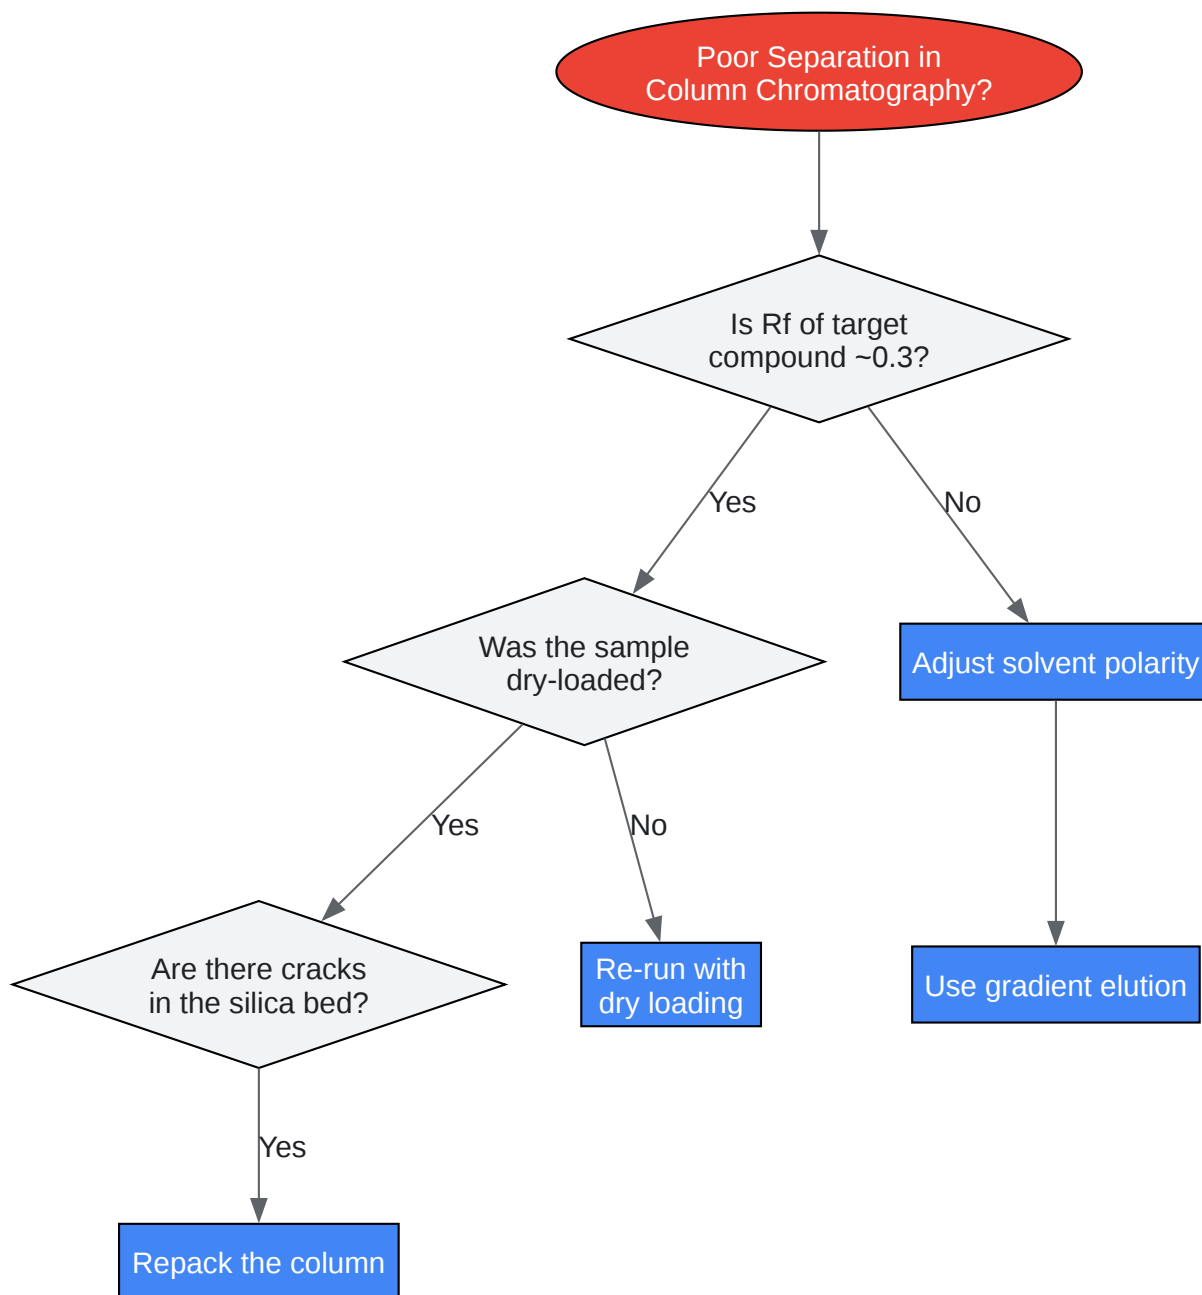 Poor Separation in
Column Chromatography?
Is Rf of target
compound ~0.3?
Yes
No
Was the sample
dry-loaded?
Adjust solvent polarity
Yes
No
Are there cracks
in the silica bed?
Re-run with
dry loading
Use gradient elution
Yes
Repack the column